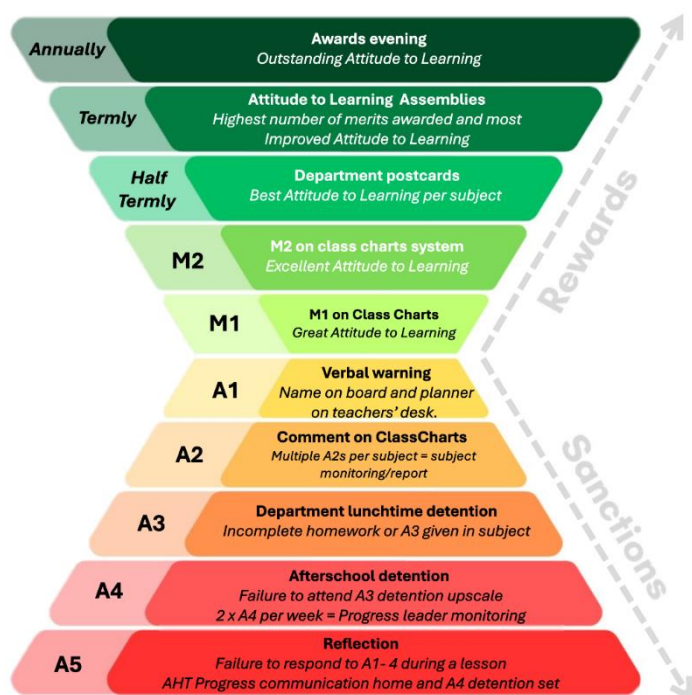 Annually
Awards evening
Outstanding Attitude to Learning
Termly
Attitude to Learning Assemblies
Highest number of merits awarded and most
Improved Attitude to Learning
Half
Termly
Department postcards
Best Attitude to Learning per subject
M2
M2 on class charts system
Excellent Attitude to Learning
M1
M1 on Class Charts
Great Attitude to Learning
Rewards
A1
Verbal warning
Name on board and planner
on teachers' desk.
A2
Comment on ClassCharts
Multiple A2s per subject = subject
monitoring/report
A3
Department lunchtime detention
Incomplete homework or A3 given in subject
A4
Afterschool detention
Failure to attend A3 detention upscale
2 x A4 per week = Progress leader monitoring
A5
Reflection
Failure to respond to A1- 4 during a lesson
AHT Progress communication home and A4 detention set
Sanctions